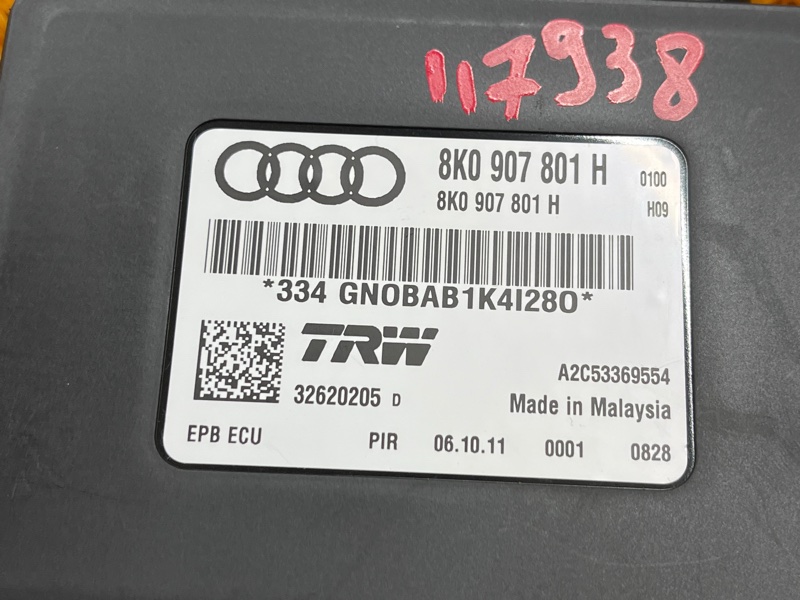 117938
8K0 907 801 H 0100
8K0 907 801 H H09
*334 GN0BAB1K4I280*
TRW
32620205 D A2C53369554
Made in Malaysia
EPB ECU PIR 06.10.11 0001 0828